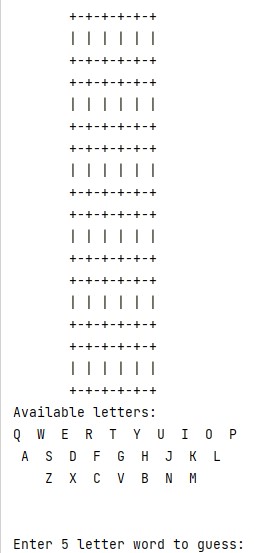 +-+-+-+-+-+
| | | | | |
+-+-+-+-+-+
+-+-+-+-+-+
| | | | | |
+-+-+-+-+-+
+-+-+-+-+-+
| | | | | |
+-+-+-+-+-+
+-+-+-+-+-+
| | | | | |
+-+-+-+-+-+
+-+-+-+-+-+
| | | | | |
+-+-+-+-+-+
+-+-+-+-+-+
| | | | | |
+-+-+-+-+-+
Available letters:
Q W E R T Y U I O P
A S D F G H J K L
Z X C V B N M
Enter 5 letter word to guess: